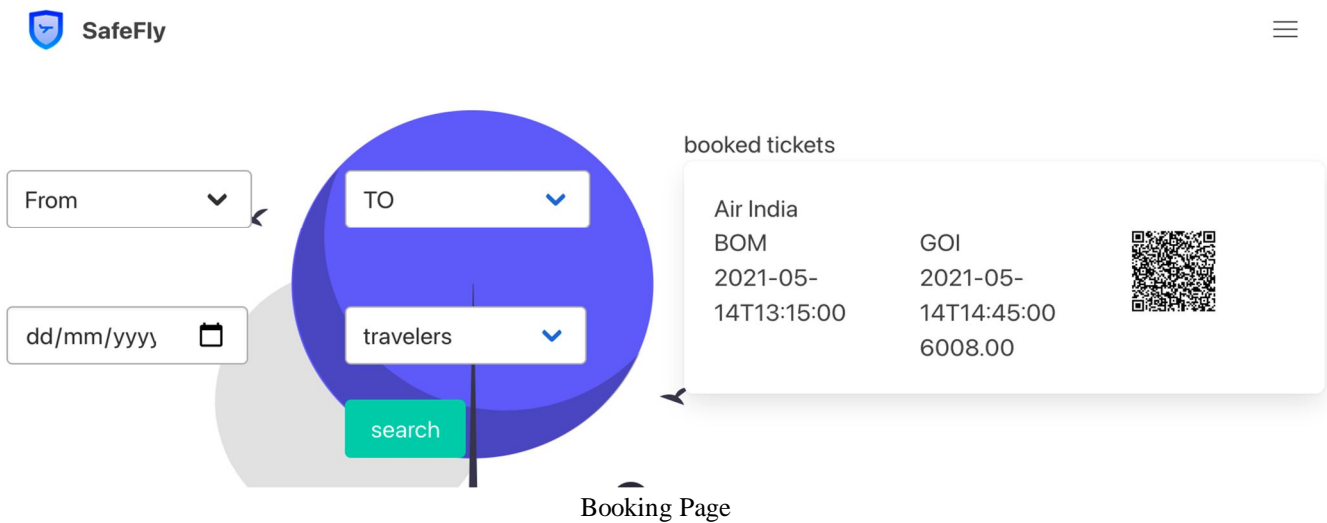 SafeFly
From
TO
dd/mm/yyyy
travelers
search
booked tickets
Air India
BOM
2021-05-
14T13:15:00
GOI
2021-05-
14T14:45:00
6008.00
Booking Page